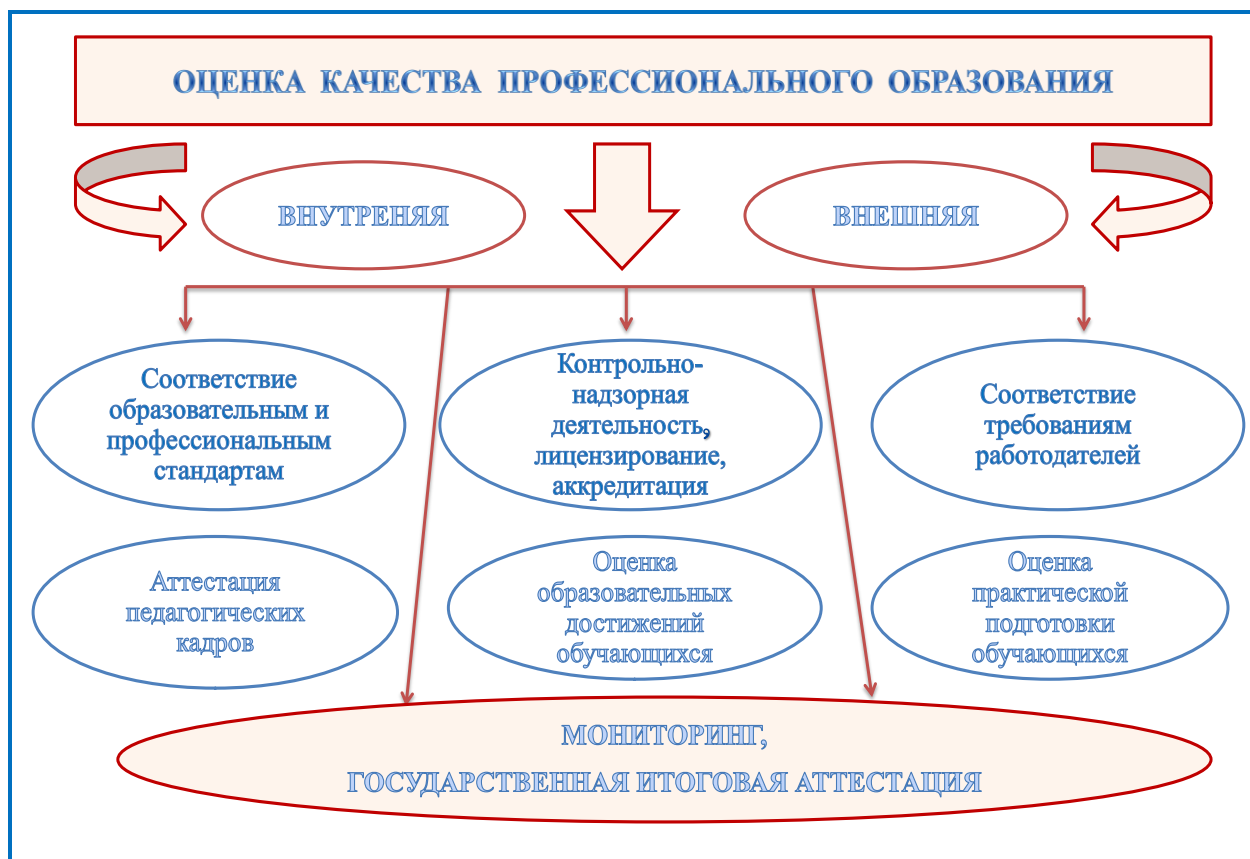 ОЦЕНКА КАЧЕСТВА ПРОФЕССИОНАЛЬНОГО ОБРАЗОВАНИЯ
ВНУТРЕНЯЯ
ВНЕШНЯЯ
Соответствие
образовательным и
профессиональным
стандартам
Контрольно-
надзорная
деятельность,
лицензирование,
аккредитация
Соответствие
требованиям
работодателей
Аттестация
педагогических
кадров
Оценка
образовательных
достижений
обучающихся
Оценка
практической
подготовки
обучающихся
МОНИТОРИНГ,
ГОСУДАРСТВЕННАЯ ИТОГОВАЯ АТТЕСТАЦИЯ